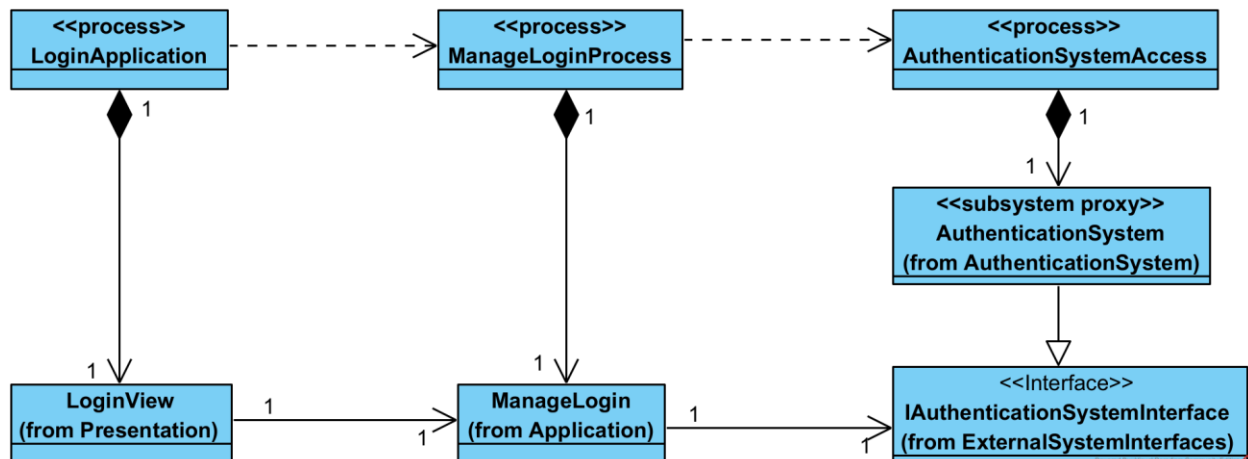 <<process>>
LoginApplication
<<process>>
ManageLoginProcess
<<process>>
AuthenticationSystemAccess
1
1
1
1
<<subsystem proxy>>
AuthenticationSystem
(from AuthenticationSystem)
1
1
LoginView
(from Presentation)
1
1
ManageLogin
(from Application)
1
1
<<Interface>>
IAuthenticationSystemInterface
(from ExternalSystemInterfaces)